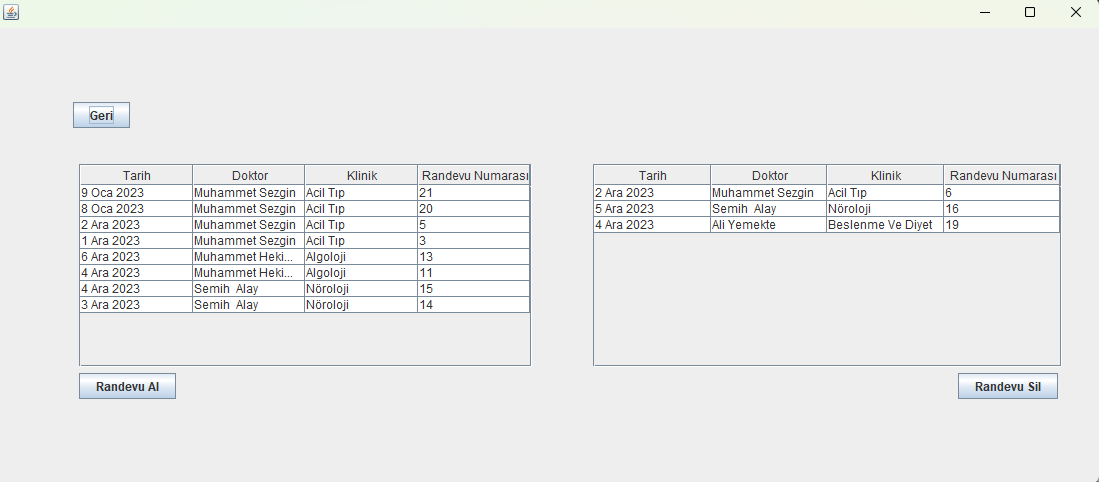 Geri
Tarih Doktor Klinik Randevu Numarası
9 Oca 2023 Muhammet Sezgin Acil Tıp 21
8 Oca 2023 Muhammet Sezgin Acil Tıp 20
2 Ara 2023 Muhammet Sezgin Acil Tıp 5
1 Ara 2023 Muhammet Sezgin Acil Tıp 3
6 Ara 2023 Muhammet Heki... Algoloji 13
4 Ara 2023 Muhammet Heki... Algoloji 11
4 Ara 2023 Semih Alay Nöroloji 15
3 Ara 2023 Semih Alay Nöroloji 14
Randevu Al
Tarih Doktor Klinik Randevu Numarası
2 Ara 2023 Muhammet Sezgin Acil Tıp 6
5 Ara 2023 Semih Alay Nöroloji 16
4 Ara 2023 Ali Yemekte Beslenme Ve Diyet 19
Randevu Sil